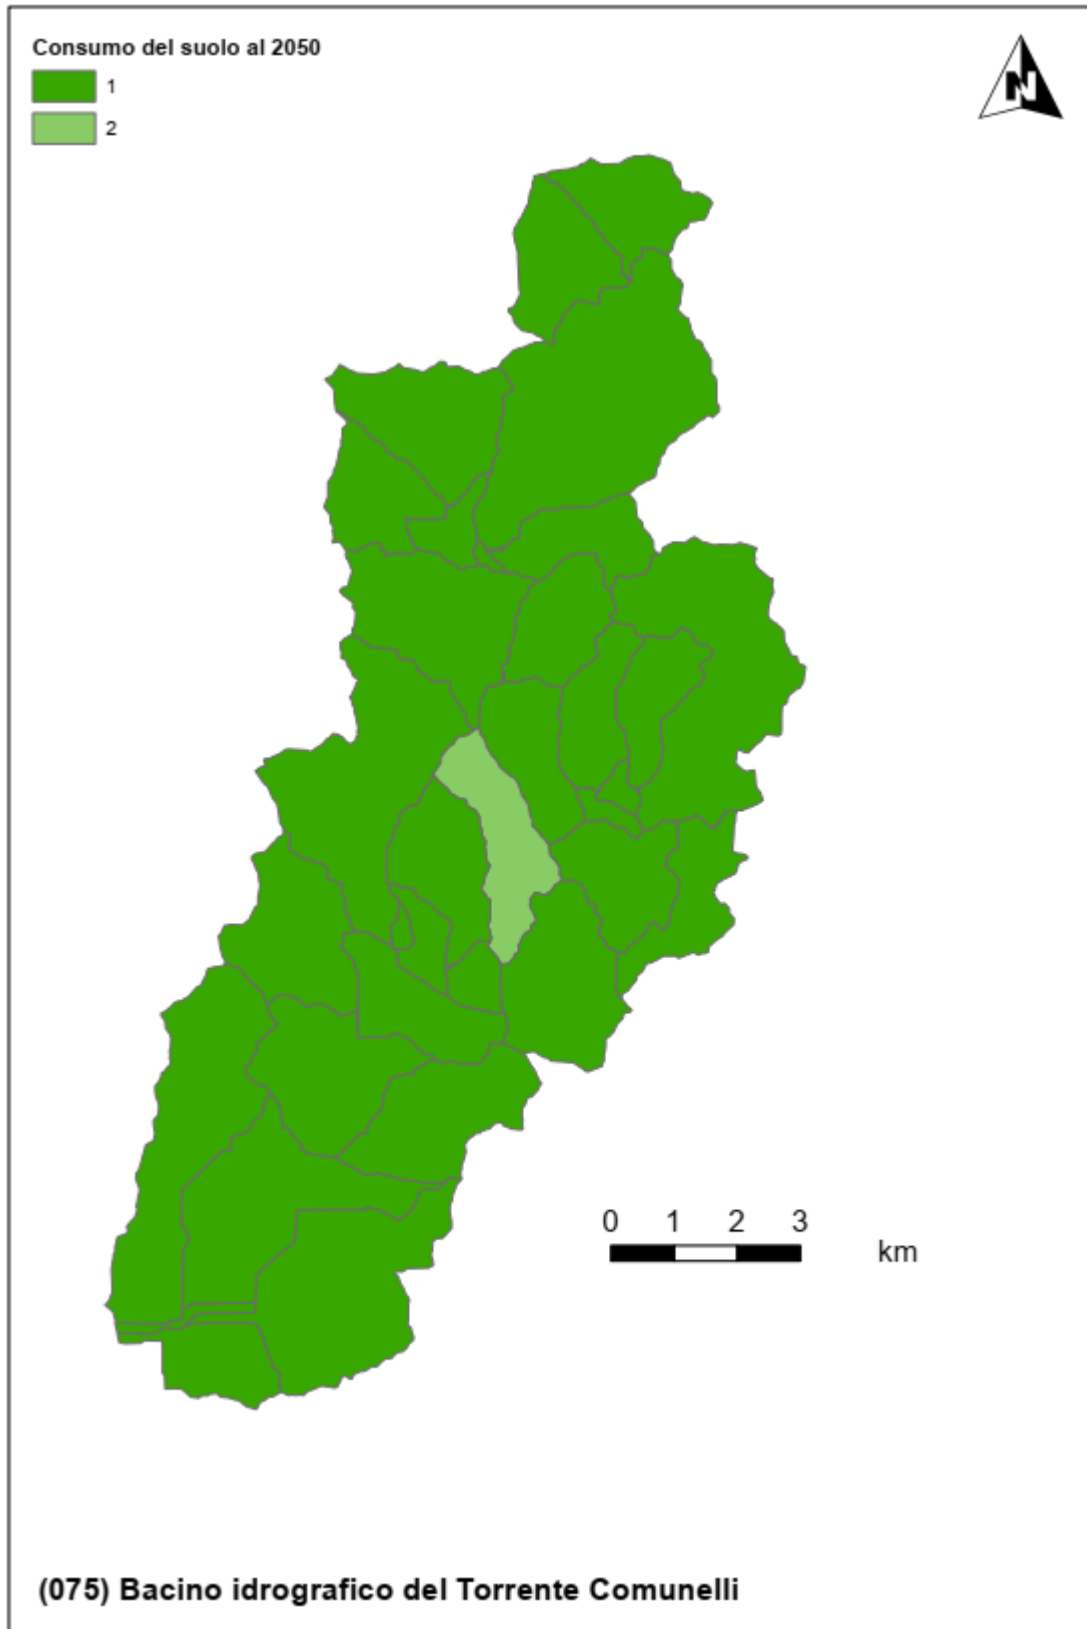 Consumo del suolo al 2050
1
2
N
0 1 2 3
km
(075) Bacino idrografico del Torrente Comunelli